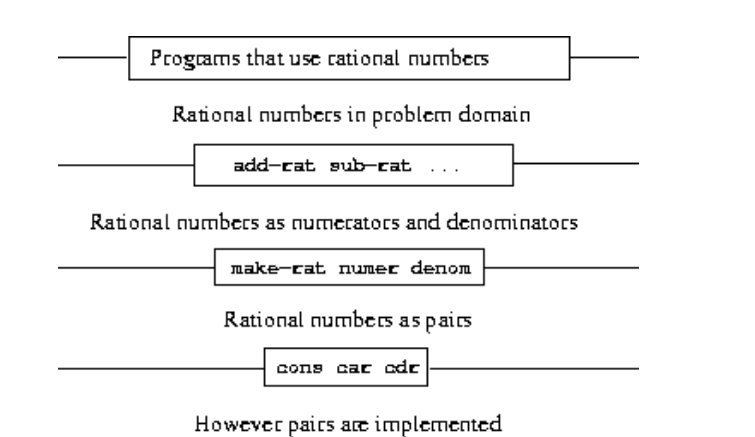 Programs that use rational numbers
Rational numbers in problem domain
add-rat sub-rat ...
Rational numbers as numerators and denominators
make-rat numer denom
Rational numbers as pairs
cons car cdr
However pairs are implemented